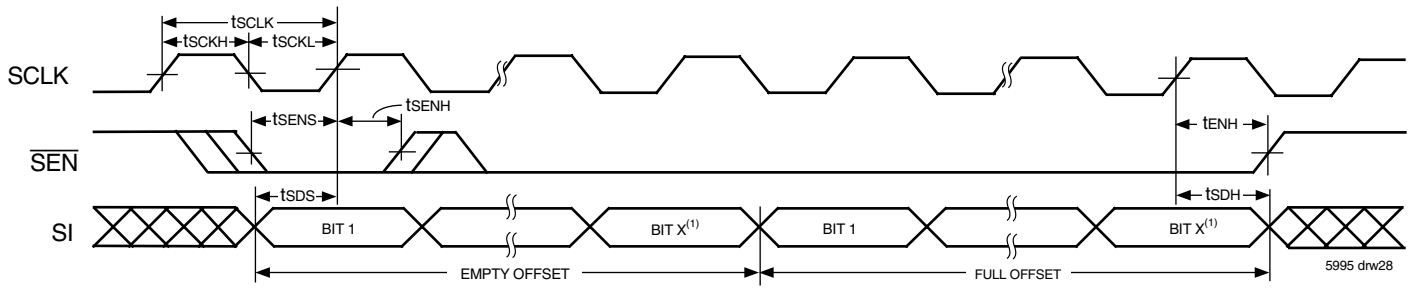 tSCLK
tSCKH tSCKL
SCLK
tSENH
tSENS
tENH
SEN
tSDS
tSDH
SI
BIT 1
BIT X(1)
BIT 1
BIT X(1)
EMPTY OFFSET
FULL OFFSET
5995 drw28